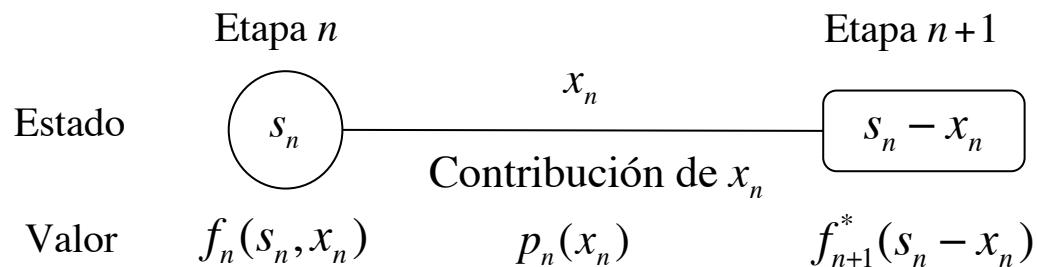 Etapa n Etapa n+1
x_n
Estado s_n s_n − x_n
Contribución de x_n
Valor f_n(s_n, x_n) p_n(x_n) f*_{n+1}(s_n − x_n)